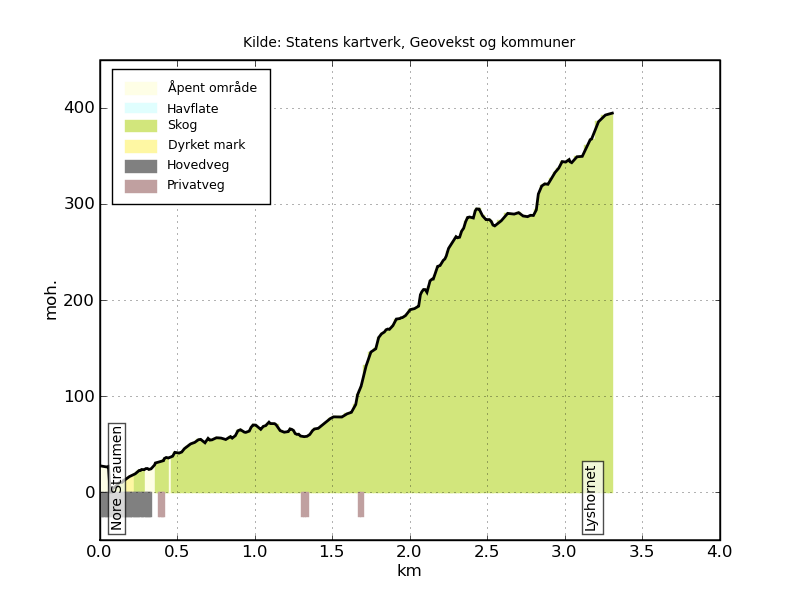 Kilde: Statens kartverk, Geovekst og kommuner
Åpent område
Havflate
Skog
Dyrket mark
Hovedveg
Privatveg
400
300
200
100
0
moh.
Nore Straumen
Lyshornet
0.0 0.5 1.0 1.5 2.0 2.5 3.0 3.5 4.0
km